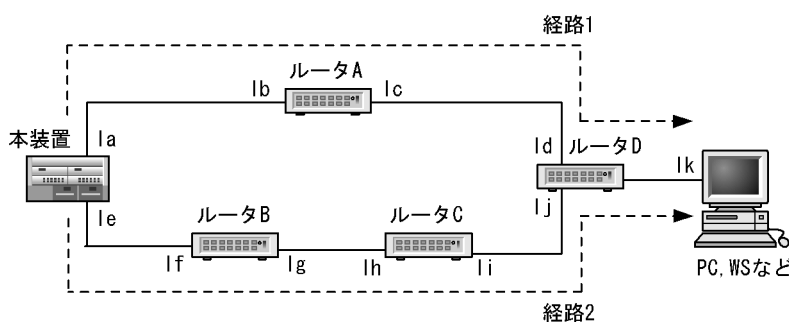 経路1
ルータA
Ib
Ic
本装置
Ia
Id
ルータD
Ik
Ie
Ij
ルータB
ルータC
If
Ig
Ih
Ii
PC,WSなど
経路2